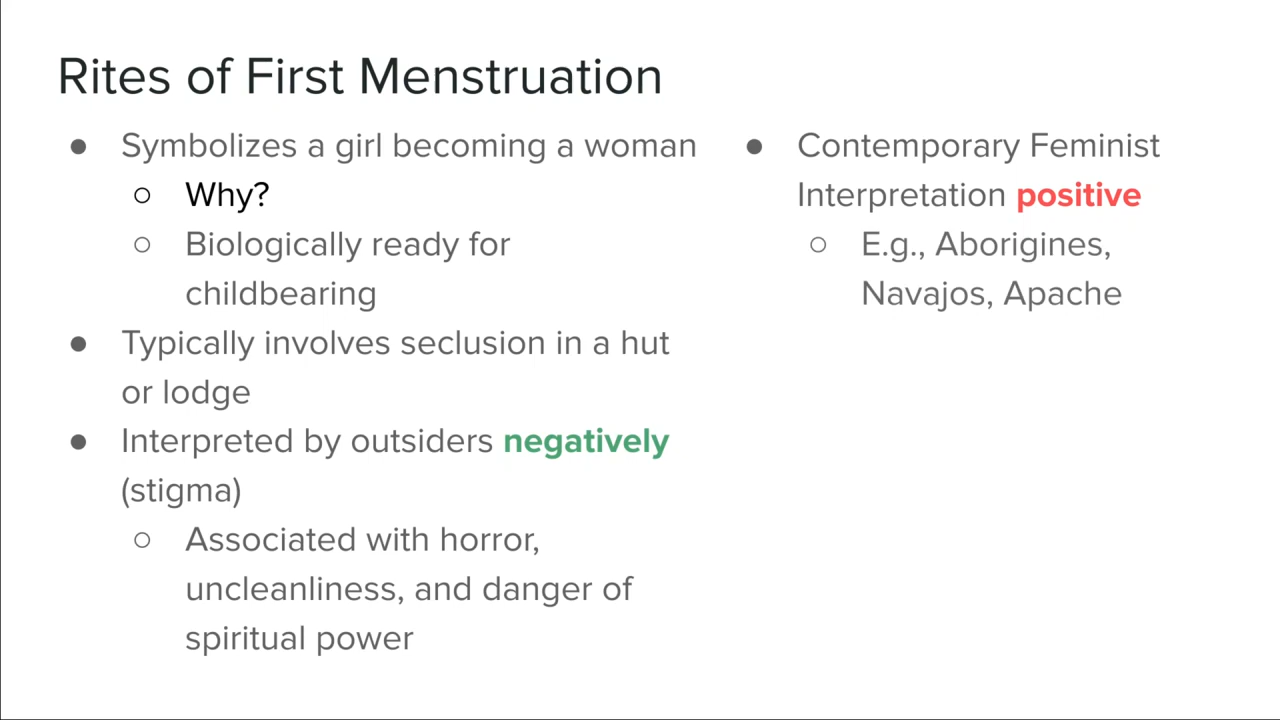 Rites of First Menstruation
● Symbolizes a girl becoming a woman
○ Why?
○ Biologically ready for
childbearing
● Typically involves seclusion in a hut
or lodge
● Interpreted by outsiders negatively
(stigma)
○ Associated with horror,
uncleanliness, and danger of
spiritual power
● Contemporary Feminist
Interpretation positive
○ E.g., Aborigines,
Navajos, Apache